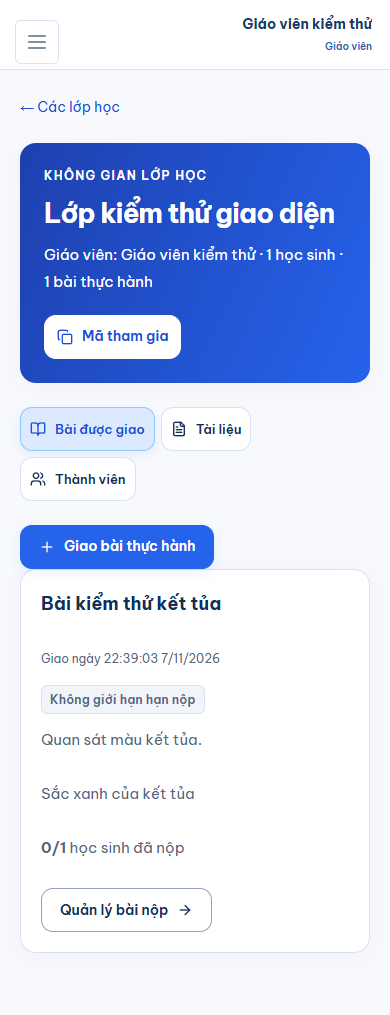 Giáo viên kiểm thử
Giáo viên
← Các lớp học
KHÔNG GIAN LỚP HỌC
Lớp kiểm thử giao diện
Giáo viên: Giáo viên kiểm thử · 1 học sinh ·
1 bài thực hành
Mã tham gia
Bài được giao
Tài liệu
Thành viên
Giao bài thực hành
Bài kiểm thử kết tủa
Giao ngày 22:39:03 7/11/2026
Không giới hạn hạn nộp
Quan sát màu kết tủa.
Sắc xanh của kết tủa
0/1 học sinh đã nộp
Quản lý bài nộp →